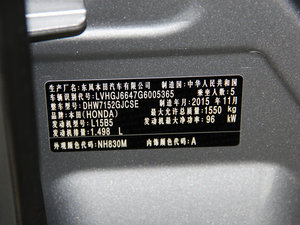 生产厂名:东风本田汽车有限公司 制造国:中华人民共和国
车辆识别代号:LVHGJ6647G6005365 乘坐人数:5
整车型号:DHW7152GJCSE 制造年月:2015 年 11月
品牌:本田(HONDA) 最大允许总质量:1550 kg
发动机型号:L15B5 发动机最大净功率:96 kW
发动机排量:1.498 L
外观颜色代码:NH830M 内饰颜色代码:A